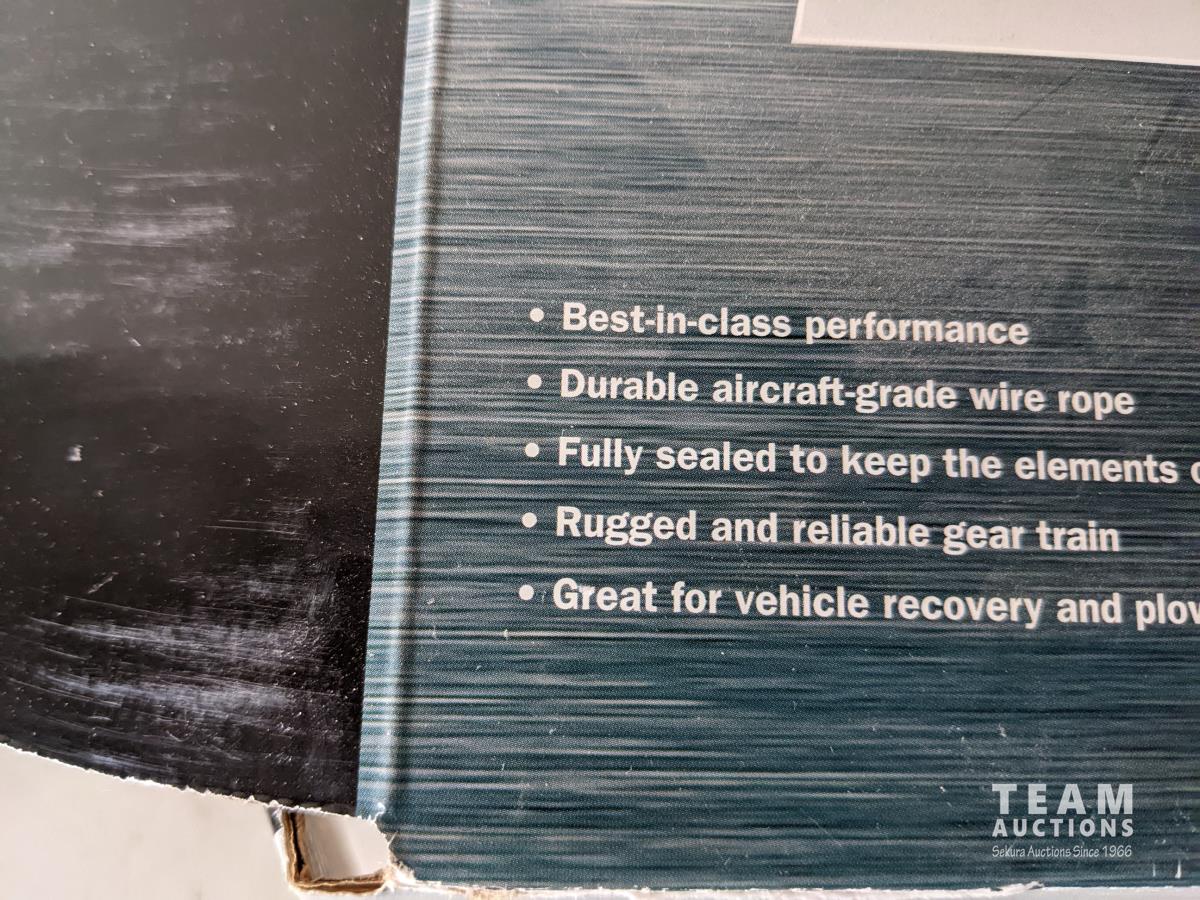 • Best-in-class performance
• Durable aircraft-grade wire rope
• Fully sealed to keep the elements
• Rugged and reliable gear train
• Great for vehicle recovery and
TEAM
AUCTIONS
Sekura Auctions Since 1966